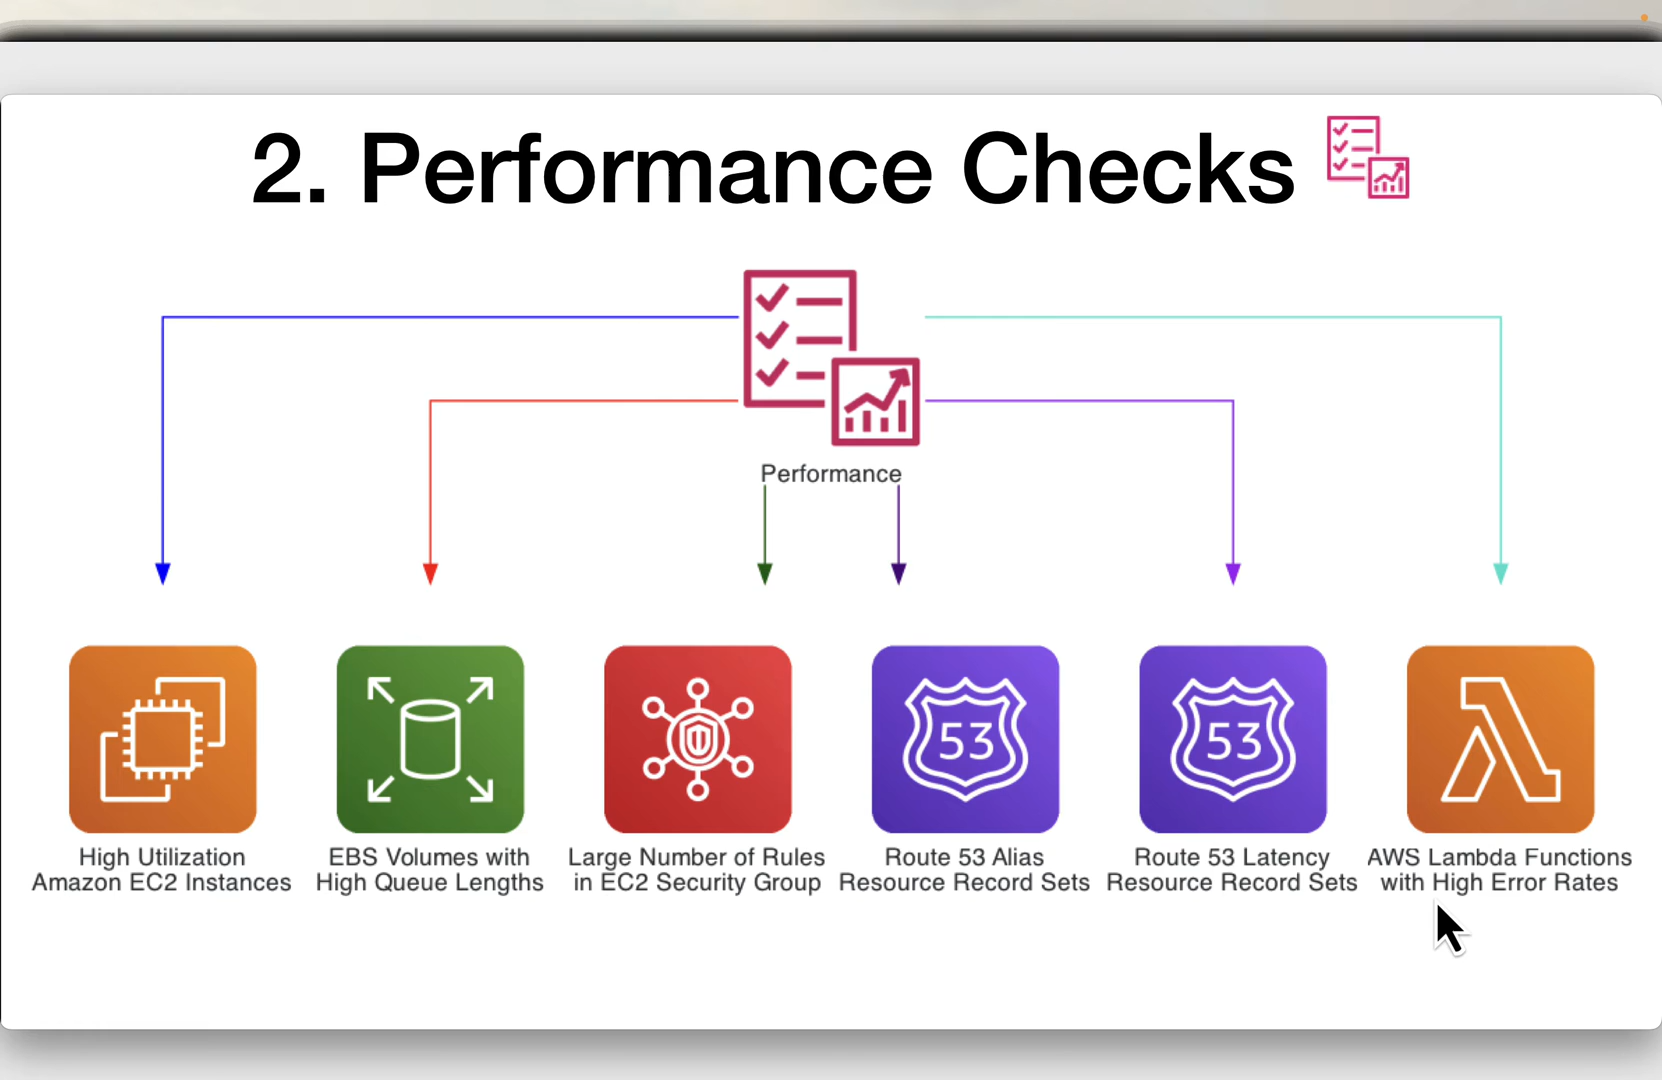 2. Performance Checks
Performance
High Utilization
Amazon EC2 Instances
EBS Volumes with
High Queue Lengths
Large Number of Rules
in EC2 Security Group
53
Route 53 Alias
Resource Record Sets
53
Route 53 Latency
Resource Record Sets
AWS Lambda Functions
with High Error Rates